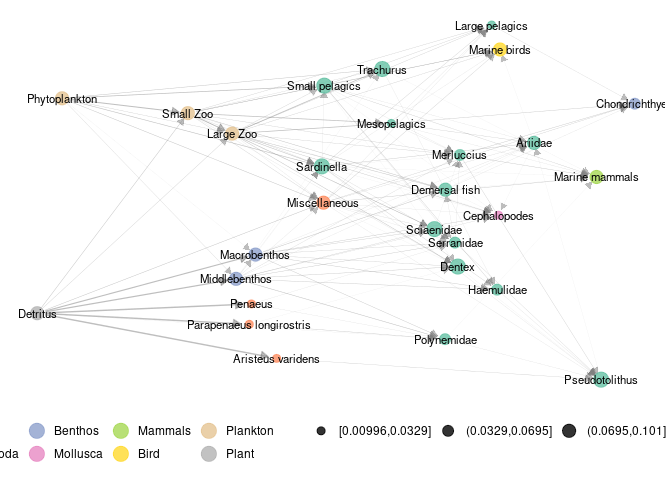 Large pelagics
Marine birds
Trachurus
Small pelagics
Phytoplankton
Chondrichthye
Small Zoo
Mesopelagics
Large Zoo
Ariidae
Merluccius
Sardinella
Marine mammals
Demersal fish
Miscellaneous
Cephalopodes
Sciaenidae
Serranidae
Macrobenthos
Dentex
Middlebenthos
Haemulidae
Penaeus
Detritus
Parapenaeus longirostris
Polynemidae
Aristeus varidens
Pseudotolithus
Benthos Mammals Plankton [0.00996,0.0329] (0.0329,0.0695] (0.0695,0.101]
oda Mollusca Bird Plant